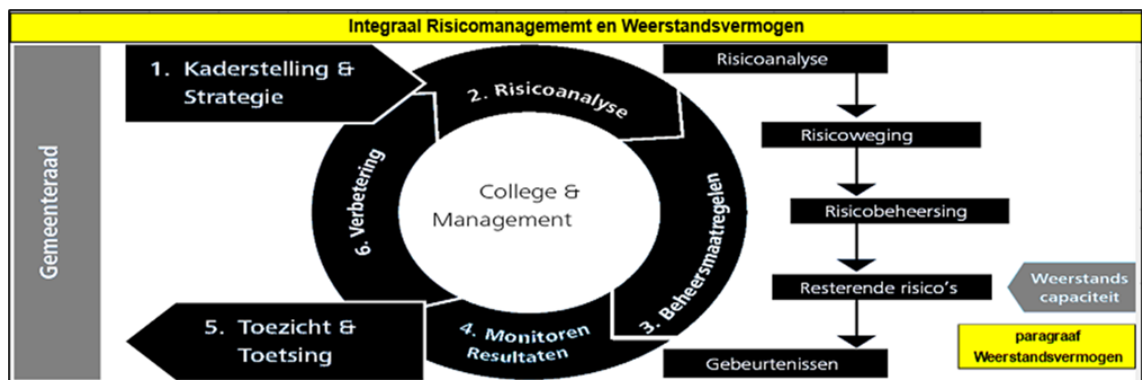 Integraal Risicomanagememt en Weerstandsvermogen
Gemeenteraad
1. Kaderstelling &
Strategie
2. Risicoanalyse
3. Beheersmaatregelen
4. Monitoren
Resultaten
5. Toezicht &
Toetsing
6. Verbetering
College &
Management
Risicoanalyse
Risicoweging
Risicobeheersing
Resterende risico's
Gebeurtenissen
Weerstands
capaciteit
paragraaf
Weerstandsvermogen